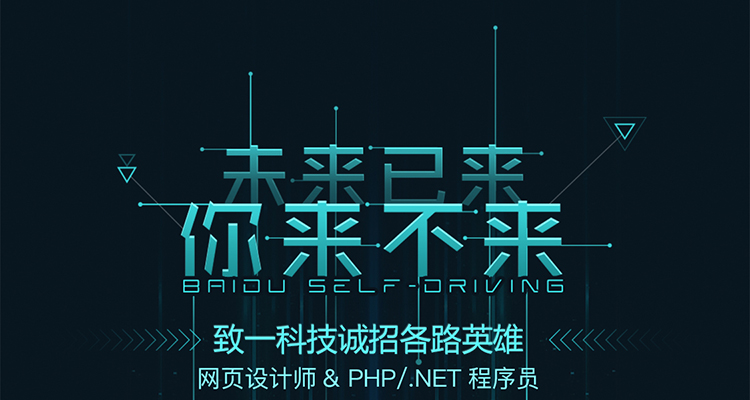 未来已来
你来不来
BAIDU SELF-DRIVING
致一科技诚招各路英雄
网页设计师 & PHP/.NET 程序员